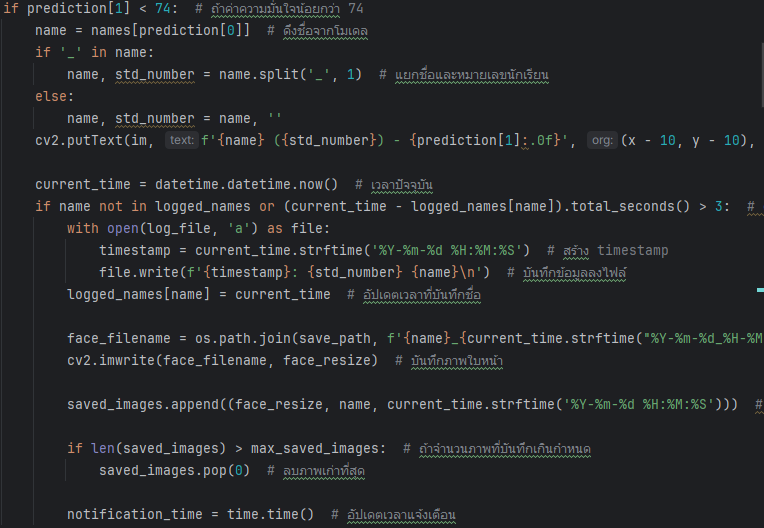 if prediction[1] < 74:  # ถ้าค่าความมั่นใจน้อยกว่า 74
    name = names[prediction[0]]  # ดึงชื่อจากโมเดล
    if '_' in name:
        name, std_number = name.split('_', 1)  # แยกชื่อและหมายเลขนักเรียน
    else:
        name, std_number = name, ''
    cv2.putText(im, text: f'{name} ({std_number}) - {prediction[1]:.0f}', org: (x - 10, y - 10),
    current_time = datetime.datetime.now()  # เวลาปัจจุบัน
    if name not in logged_names or (current_time - logged_names[name]).total_seconds() > 3:  #
        with open(log_file, 'a') as file:
            timestamp = current_time.strftime('%Y-%m-%d %H:%M:%S')  # สร้าง timestamp
            file.write(f'{timestamp}: {std_number} {name}\n')  # บันทึกข้อมูลลงไฟล์
        logged_names[name] = current_time  # อัปเดตเวลาที่บันทึกชื่อ
        face_filename = os.path.join(save_path, f'{name}_{current_time.strftime("%Y-%m-%d_%H-%M
        cv2.imwrite(face_filename, face_resize)  # บันทึกภาพใบหน้า
        saved_images.append((face_resize, name, current_time.strftime('%Y-%m-%d %H:%M:%S')))  #
        if len(saved_images) > max_saved_images:  # ถ้าจำนวนภาพที่บันทึกเกินกำหนด
            saved_images.pop(0)  # ลบภาพเก่าที่สุด
        notification_time = time.time()  # อัปเดตเวลาแจ้งเตือน